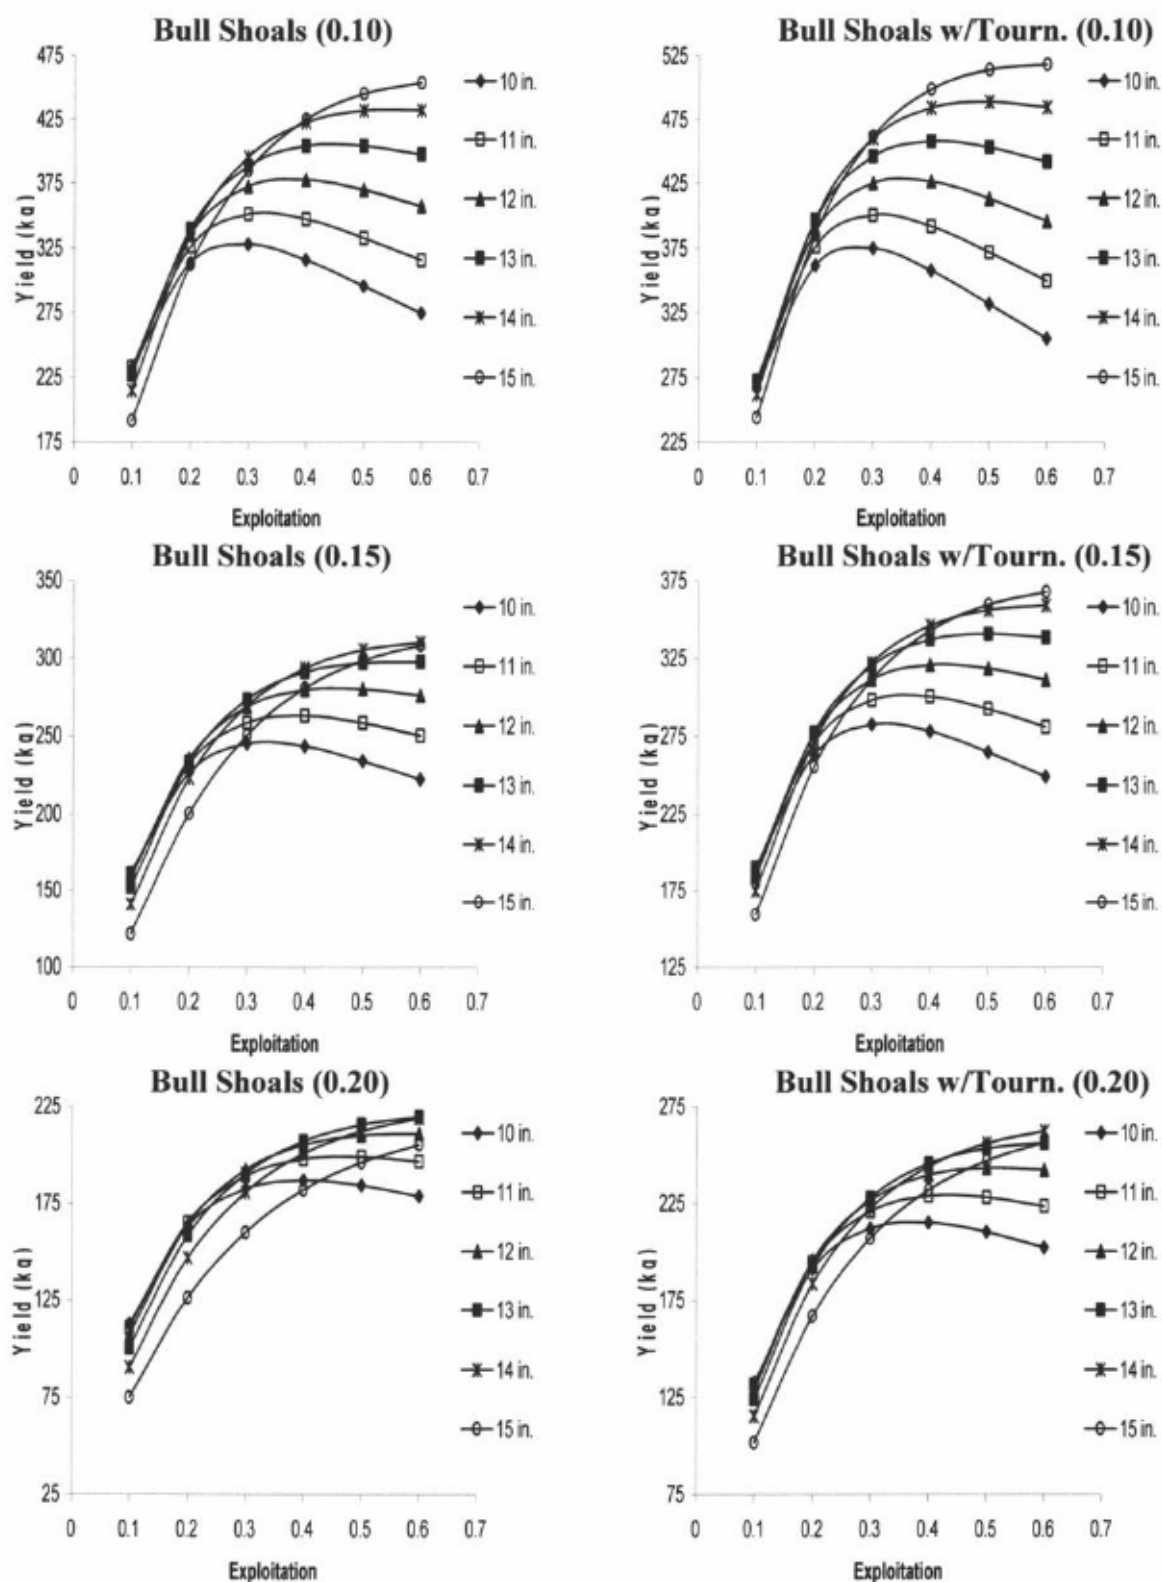 Bull Shoals (0.10)
475
425
375
325
275
225
175
Yield (kg)
0 0.1 0.2 0.3 0.4 0.5 0.6 0.7
Exploitation
10 in.
11 in.
12 in.
13 in.
14 in.
15 in.
Bull Shoals w/Tourn. (0.10)
525
475
425
375
325
275
225
Yield (kg)
0 0.1 0.2 0.3 0.4 0.5 0.6 0.7
Exploitation
10 in.
11 in.
12 in.
13 in.
14 in.
15 in.
Bull Shoals (0.15)
350
300
250
200
150
100
Yield (kg)
0 0.1 0.2 0.3 0.4 0.5 0.6 0.7
Exploitation
10 in.
11 in.
12 in.
13 in.
14 in.
15 in.
Bull Shoals w/Tourn. (0.15)
375
325
275
225
175
125
Yield (kg)
0 0.1 0.2 0.3 0.4 0.5 0.6 0.7
Exploitation
10 in.
11 in.
12 in.
13 in.
14 in.
15 in.
Bull Shoals (0.20)
225
175
125
75
25
Yield (kg)
0 0.1 0.2 0.3 0.4 0.5 0.6 0.7
Exploitation
10 in.
11 in.
12 in.
13 in.
14 in.
15 in.
Bull Shoals w/Tourn. (0.20)
275
225
175
125
75
Yield (kg)
0 0.1 0.2 0.3 0.4 0.5 0.6 0.7
Exploitation
10 in.
11 in.
12 in.
13 in.
14 in.
15 in.